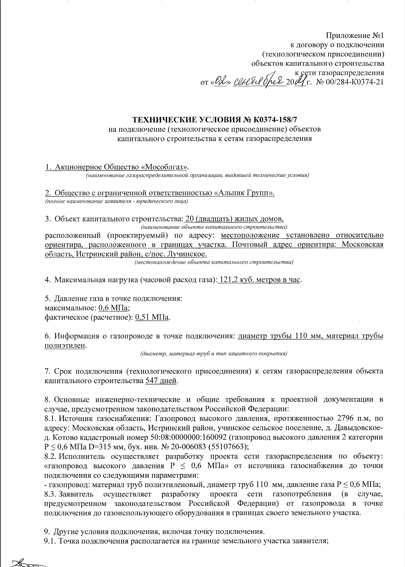 Приложение №1
к договору о подключении
(технологическом присоединении)
объектов капитального строительства
к сети газораспределения
от « » 2021 г. № 00/284-К0374-21
ТЕХНИЧЕСКИЕ УСЛОВИЯ № К0374-158/7
на подключение (технологическое присоединение) объектов
капитального строительства к сетям газораспределения
1. Акционерное Общество «Мособлгаз».
(наименование газораспределительной организации, выдавшей технические условия)
2. Общество с ограниченной ответственностью «Альпик Групп».
(полное наименование заявителя - юридического лица)
3. Объект капитального строительства: 20 (двадцать) жилых домов,
(наименование объекта капитального строительства)
расположенный (проектируемый) по адресу: местоположение установлено относительно
ориентира, расположенного в границах участка. Почтовый адрес ориентира: Московская
область, Истринский район, с/пос. Лучинское.
(местонахождение объекта капитального строительства)
4. Максимальная нагрузка (часовой расход газа): 121,2 куб. метров в час.
5. Давление газа в точке подключения:
максимальное: 0,6 МПа;
фактическое (расчетное): 0,51 МПа.
6. Информация о газопроводе в точке подключения: диаметр трубы 110 мм, материал трубы
полиэтилен.
(диаметр, материал труб и тип защитного покрытия)
7. Срок подключения (технологического присоединения) к сетям газораспределения объекта
капитального строительства 547 дней.
8. Основные инженерно-технические и общие требования к проектной документации в
случае, предусмотренном законодательством Российской Федерации:
8.1. Источник газоснабжения: Газопровод высокого давления, протяженностью 2796 п.м, по
адресу: Московская область, Истринский район, учинское сельское поселение, д. Давыдовское-
д. Котово кадастровый номер 50:08:0000000:160092 (газопровод высокого давления 2 категории
Р ≤ 0,6 МПа D=315 мм, бух. инв. № 20-006083 (55107663);
8.2. Исполнитель осуществляет разработку проекта сети газораспределения по объекту:
«газопровод высокого давления Р ≤ 0,6 МПа» от источника газоснабжения до точки
подключения со следующими параметрами:
- газопровод: материал труб полиэтиленовый, диаметр труб 110 мм, давление газа Р ≤ 0,6 МПа;
8.3. Заявитель осуществляет разработку проекта сети газопотребления (в случае,
предусмотренном законодательством Российской Федерации) от газопровода в точке
подключения до газоиспользующего оборудования в границах своего земельного участка.
9. Другие условия подключения, включая точку подключения.
9.1. Точка подключения располагается на границе земельного участка заявителя;